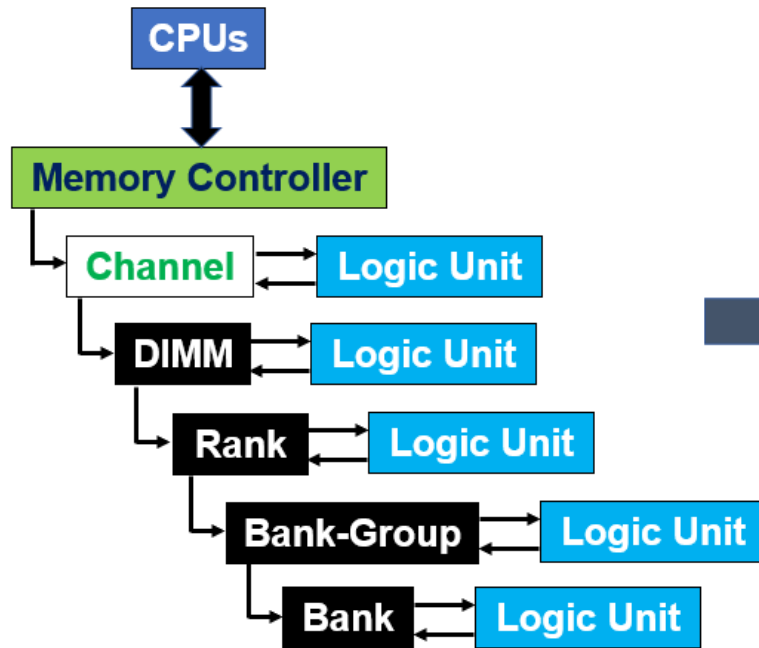 CPUs
Memory Controller
Channel
Logic Unit
DIMM
Logic Unit
Rank
Logic Unit
Bank-Group
Logic Unit
Bank
Logic Unit